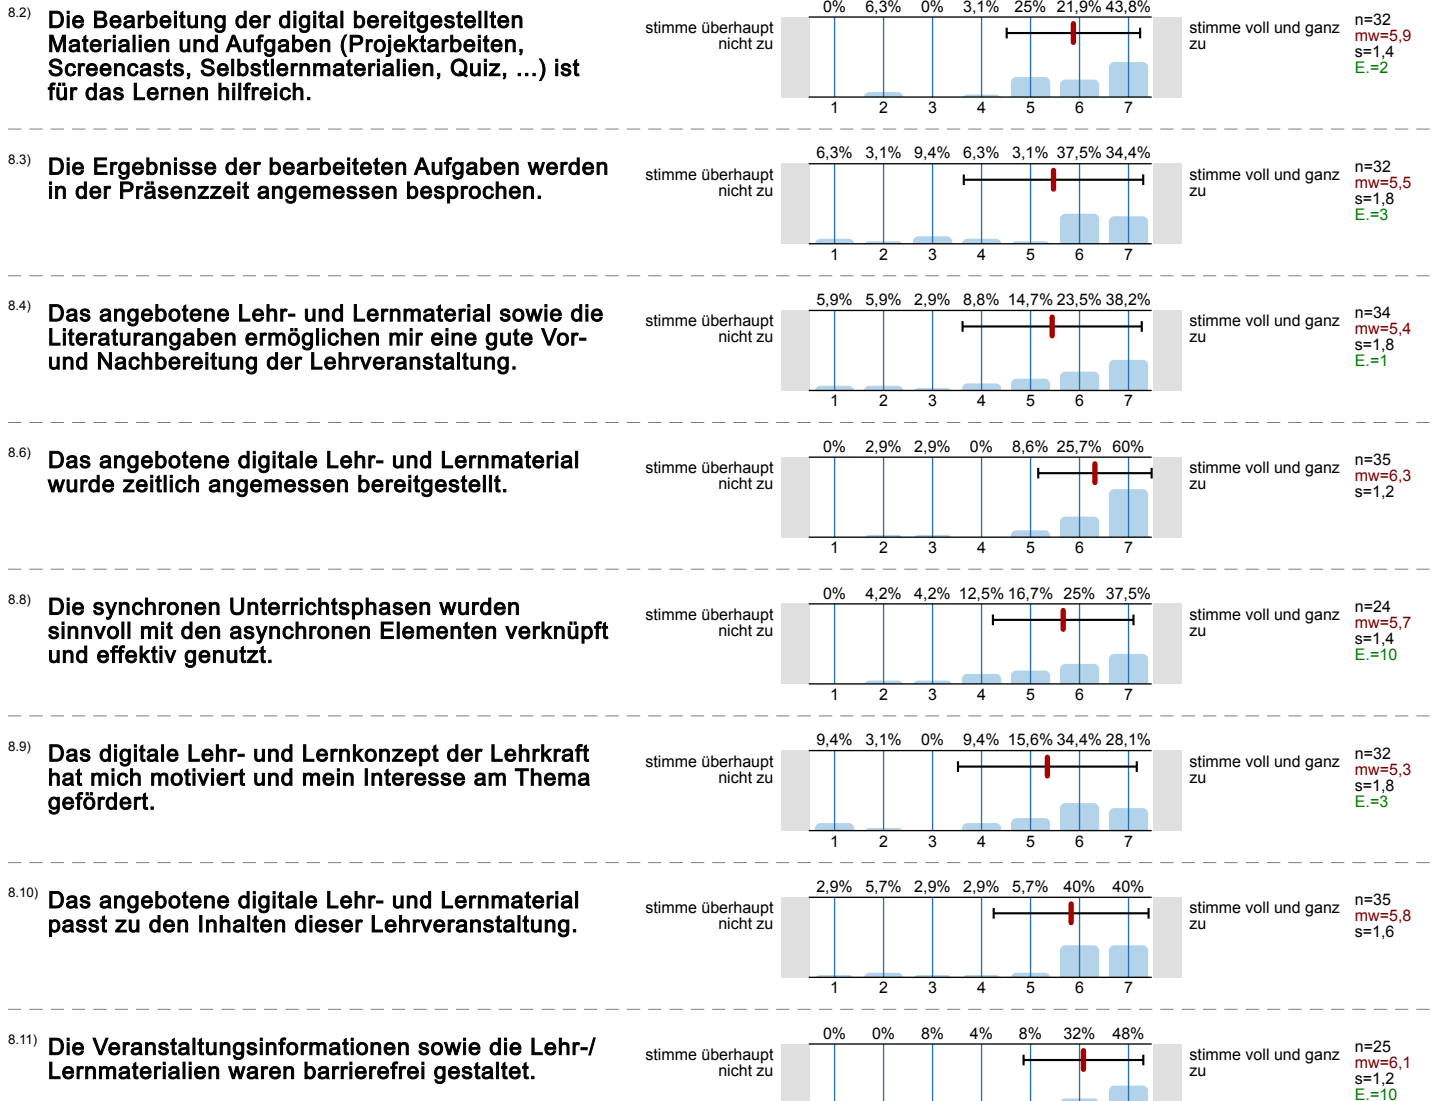 8.2) Die Bearbeitung der digital bereitgestellten
Materialien und Aufgaben (Projektarbeiten,
Screencasts, Selbstlernmaterialien, Quiz, ...) ist
für das Lernen hilfreich.
stimme überhaupt
nicht zu
0% 6,3% 0% 3,1% 25% 21,9% 43,8%
1 2 3 4 5 6 7
stimme voll und ganz
zu
n=32
mw=5,9
s=1,4
E.=2
8.3) Die Ergebnisse der bearbeiteten Aufgaben werden
in der Präsenzzeit angemessen besprochen.
stimme überhaupt
nicht zu
6,3% 3,1% 9,4% 6,3% 3,1% 37,5% 34,4%
1 2 3 4 5 6 7
stimme voll und ganz
zu
n=32
mw=5,5
s=1,8
E.=3
8.4) Das angebotene Lehr- und Lernmaterial sowie die
Literaturangaben ermöglichen mir eine gute Vor-
und Nachbereitung der Lehrveranstaltung.
stimme überhaupt
nicht zu
5,9% 5,9% 2,9% 8,8% 14,7% 23,5% 38,2%
1 2 3 4 5 6 7
stimme voll und ganz
zu
n=34
mw=5,4
s=1,8
E.=1
8.6) Das angebotene digitale Lehr- und Lernmaterial
wurde zeitlich angemessen bereitgestellt.
stimme überhaupt
nicht zu
0% 2,9% 2,9% 0% 8,6% 25,7% 60%
1 2 3 4 5 6 7
stimme voll und ganz
zu
n=35
mw=6,3
s=1,2
8.8) Die synchronen Unterrichtsphasen wurden
sinnvoll mit den asynchronen Elementen verknüpft
und effektiv genutzt.
stimme überhaupt
nicht zu
0% 4,2% 4,2% 12,5% 16,7% 25% 37,5%
1 2 3 4 5 6 7
stimme voll und ganz
zu
n=24
mw=5,7
s=1,4
E.=10
8.9) Das digitale Lehr- und Lernkonzept der Lehrkraft
hat mich motiviert und mein Interesse am Thema
gefördert.
stimme überhaupt
nicht zu
9,4% 3,1% 0% 9,4% 15,6% 34,4% 28,1%
1 2 3 4 5 6 7
stimme voll und ganz
zu
n=32
mw=5,3
s=1,8
E.=3
8.10) Das angebotene digitale Lehr- und Lernmaterial
passt zu den Inhalten dieser Lehrveranstaltung.
stimme überhaupt
nicht zu
2,9% 5,7% 2,9% 2,9% 5,7% 40% 40%
1 2 3 4 5 6 7
stimme voll und ganz
zu
n=35
mw=5,8
s=1,6
8.11) Die Veranstaltungsinformationen sowie die Lehr-/
Lernmaterialien waren barrierefrei gestaltet.
stimme überhaupt
nicht zu
0% 0% 8% 4% 8% 32% 48%
stimme voll und ganz
zu
n=25
mw=6,1
s=1,2
E.=10